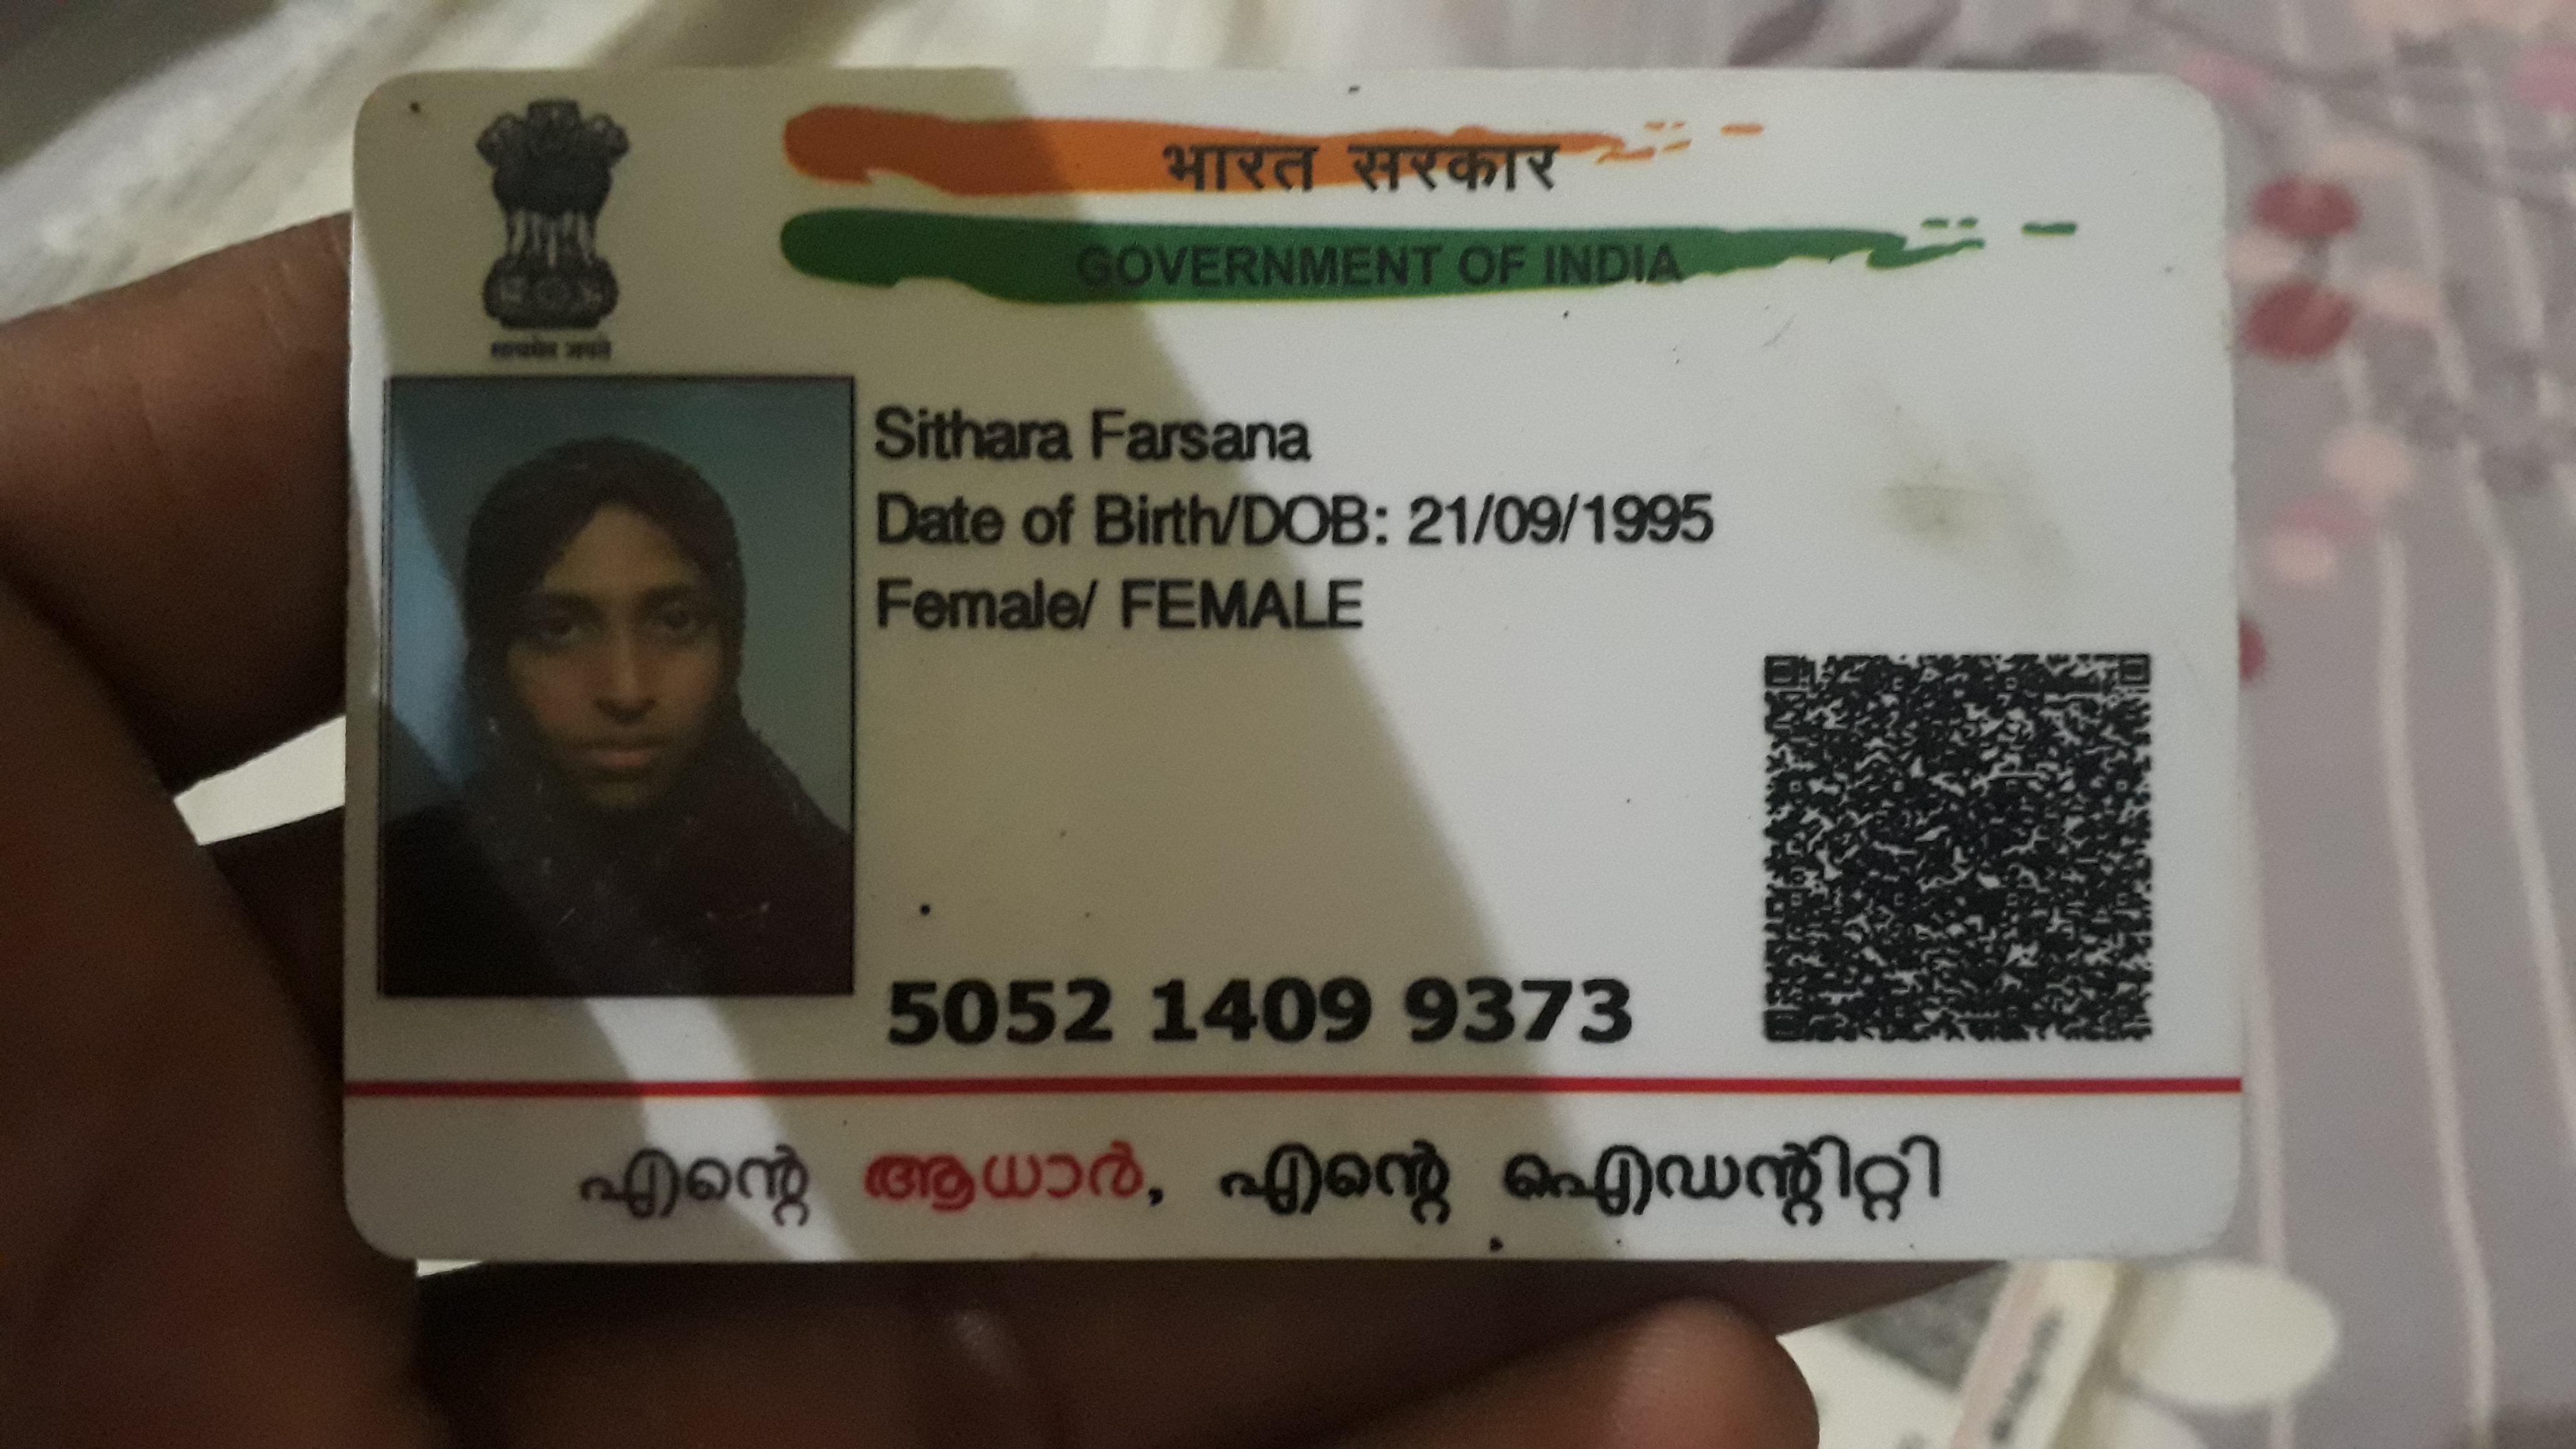 भारत सरकार
GOVERNMENT OF INDIA
सत्यमेव जयते
Sithara Farsana
Date of Birth/DOB: 21/09/1995
Female/ FEMALE
5052 1409 9373
എന്റെ ആധാർ, എന്റെ ഐഡന്റിറ്റി